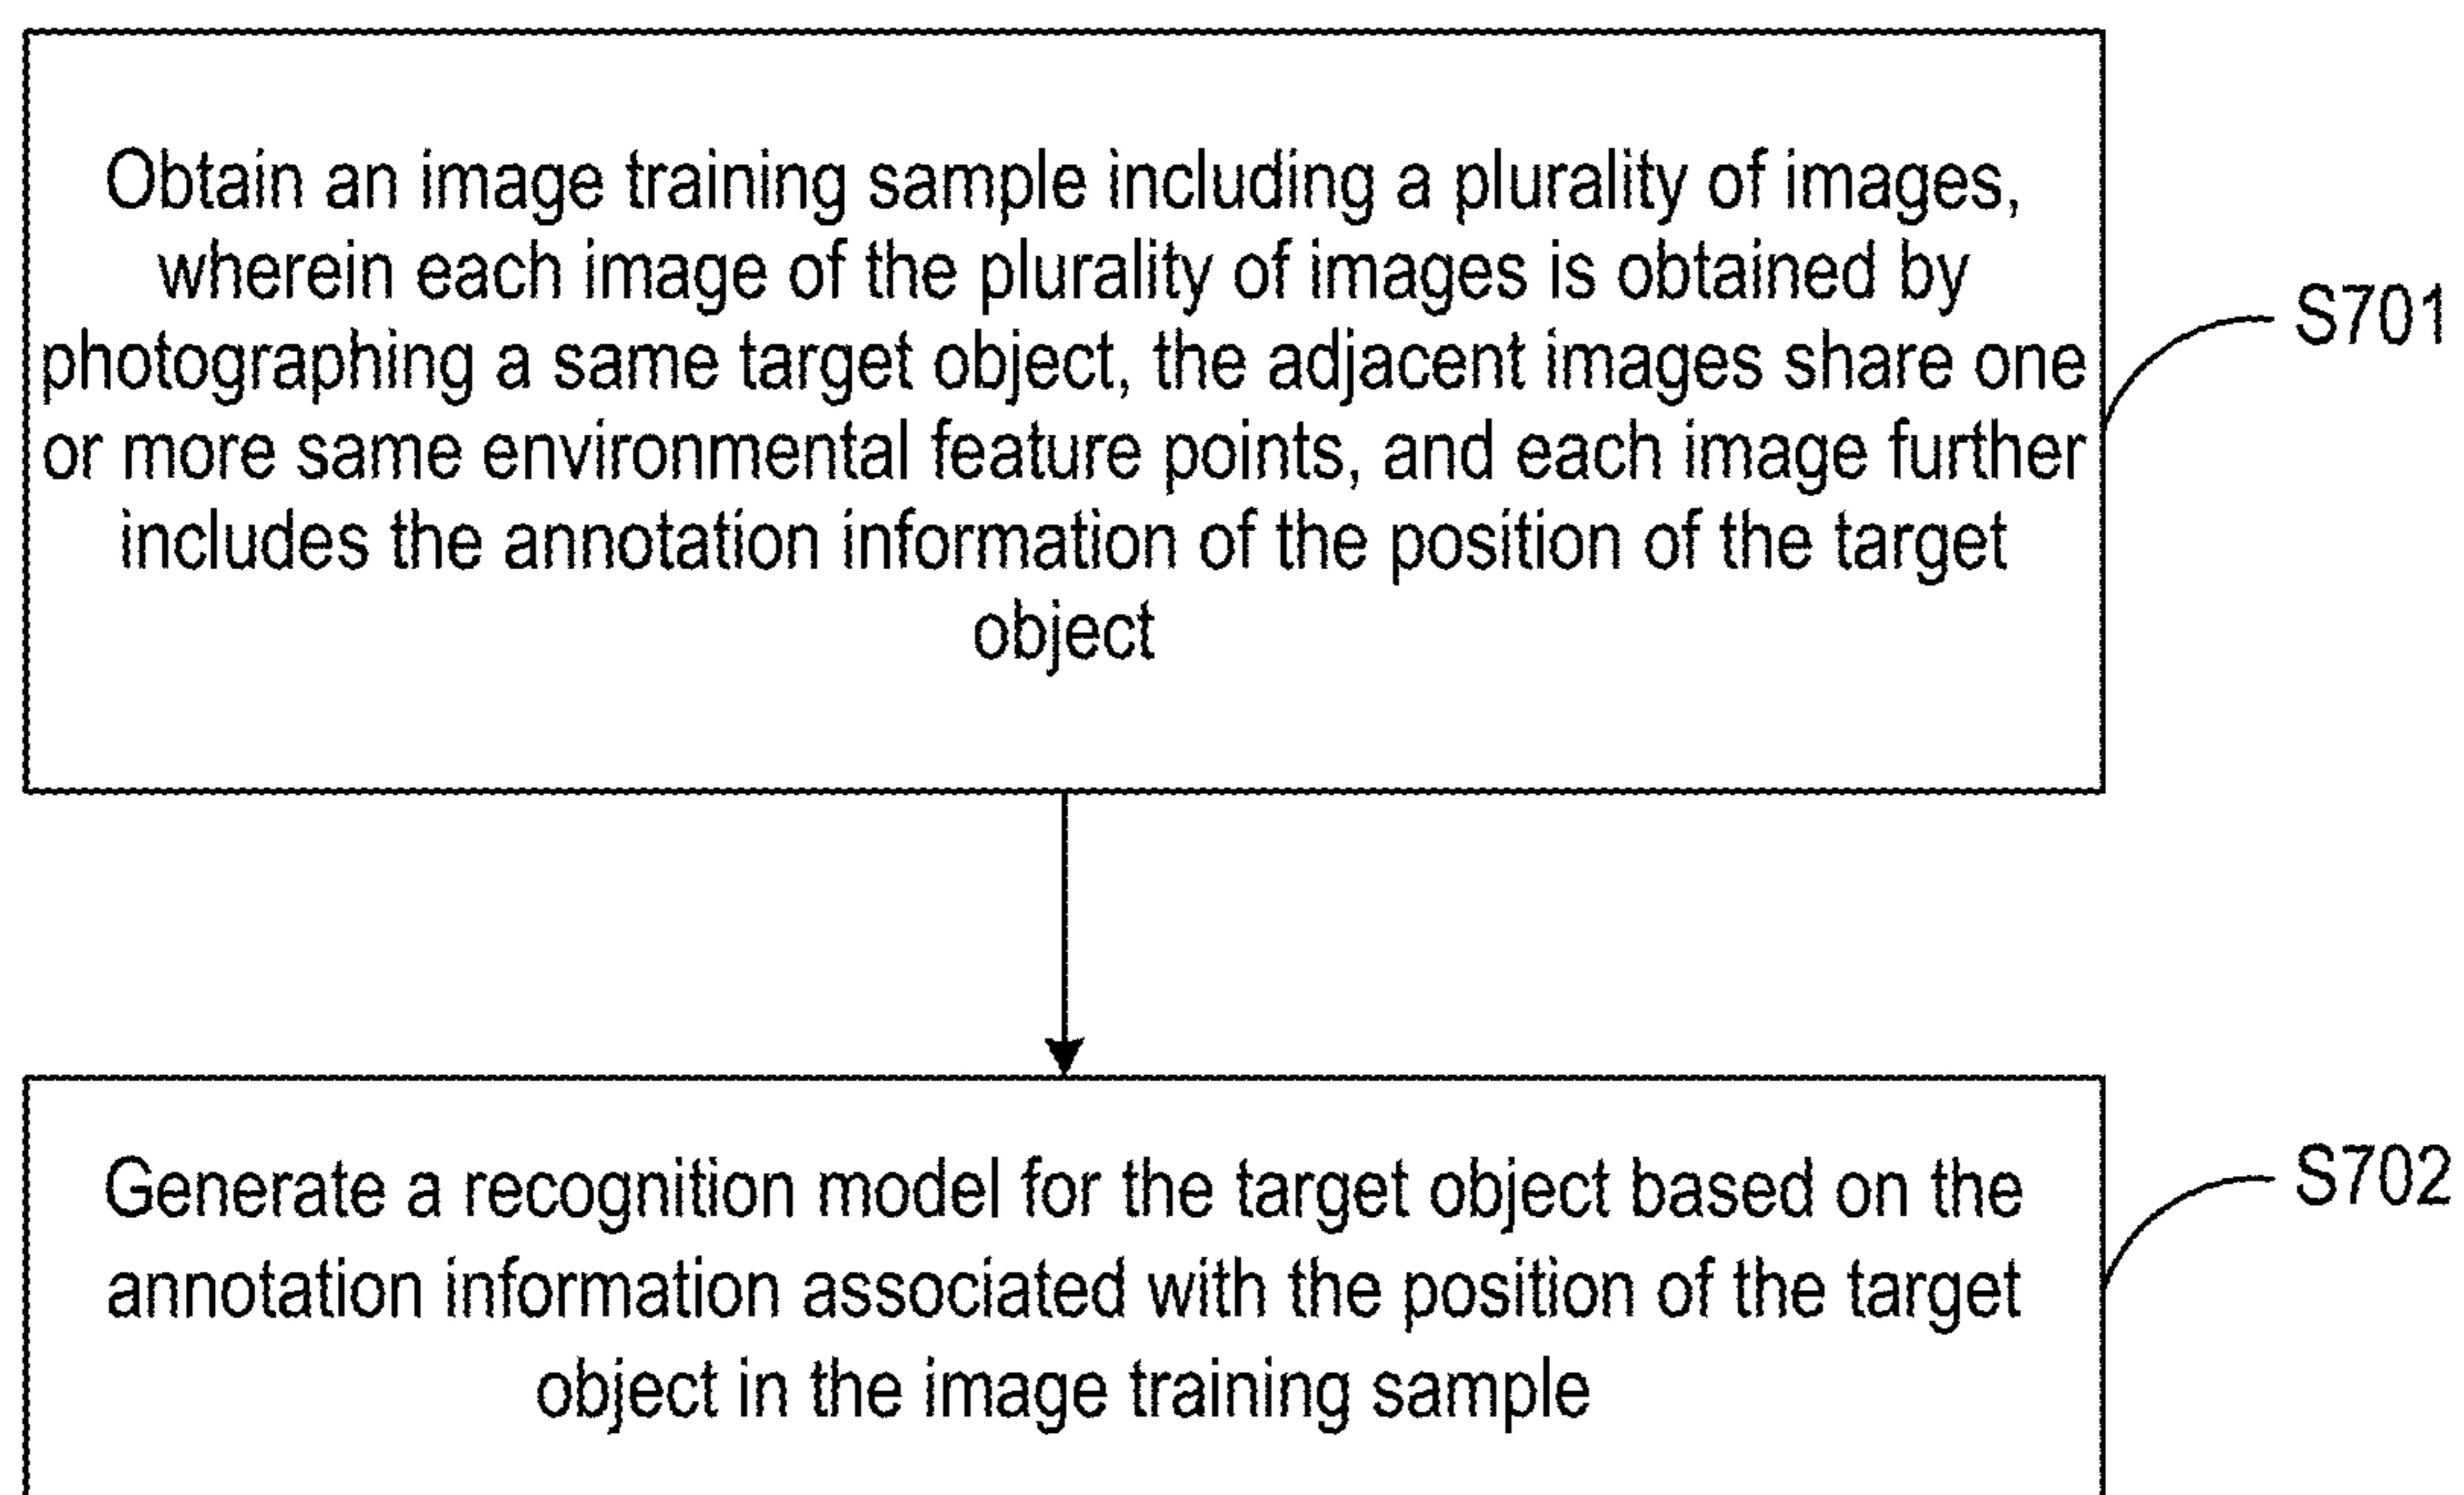 Obtain an image training sample including a plurality of images,
wherein each image of the plurality of images is obtained by
photographing a same target object, the adjacent images share one
or more same environmental feature points, and each image further
includes the annotation information of the position of the target
object
S701
Generate a recognition model for the target object based on the
annotation information associated with the position of the target
object in the image training sample
S702